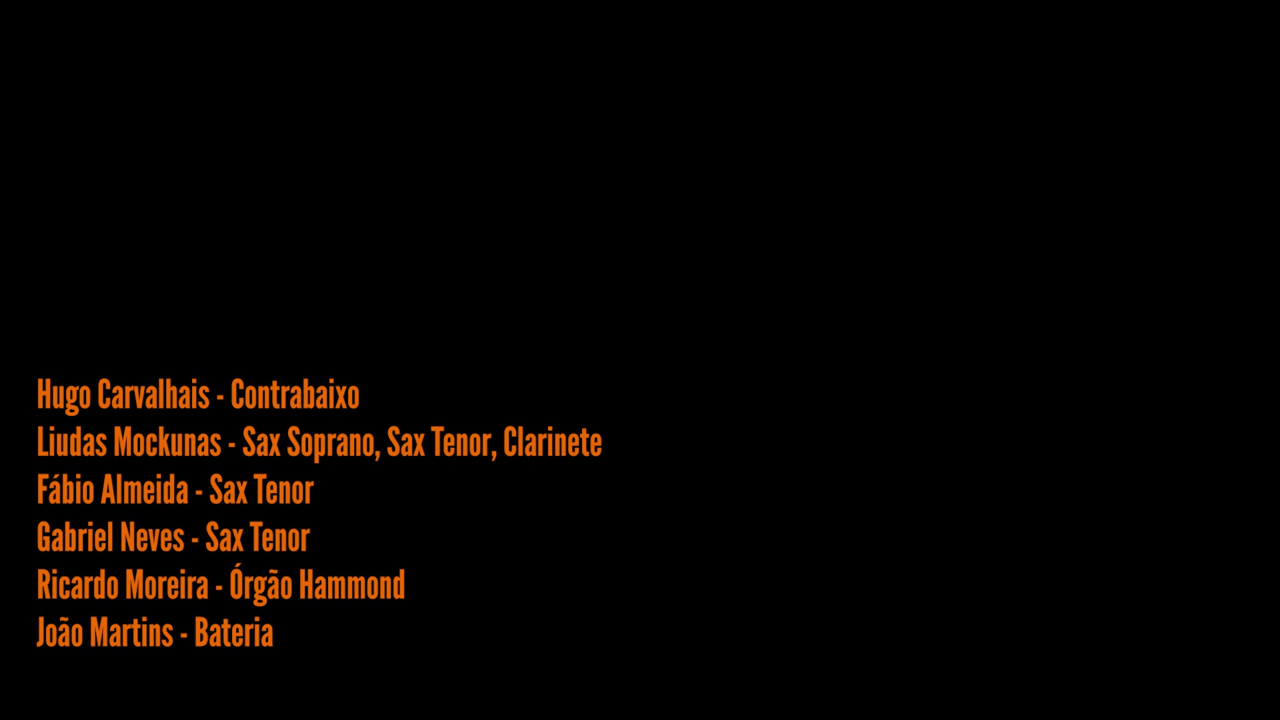 Hugo Carvalhais - Contrabaixo
Liudas Mockunas - Sax Soprano, Sax Tenor, Clarinete
Fábio Almeida - Sax Tenor
Gabriel Neves - Sax Tenor
Ricardo Moreira - Órgão Hammond
João Martins - Bateria